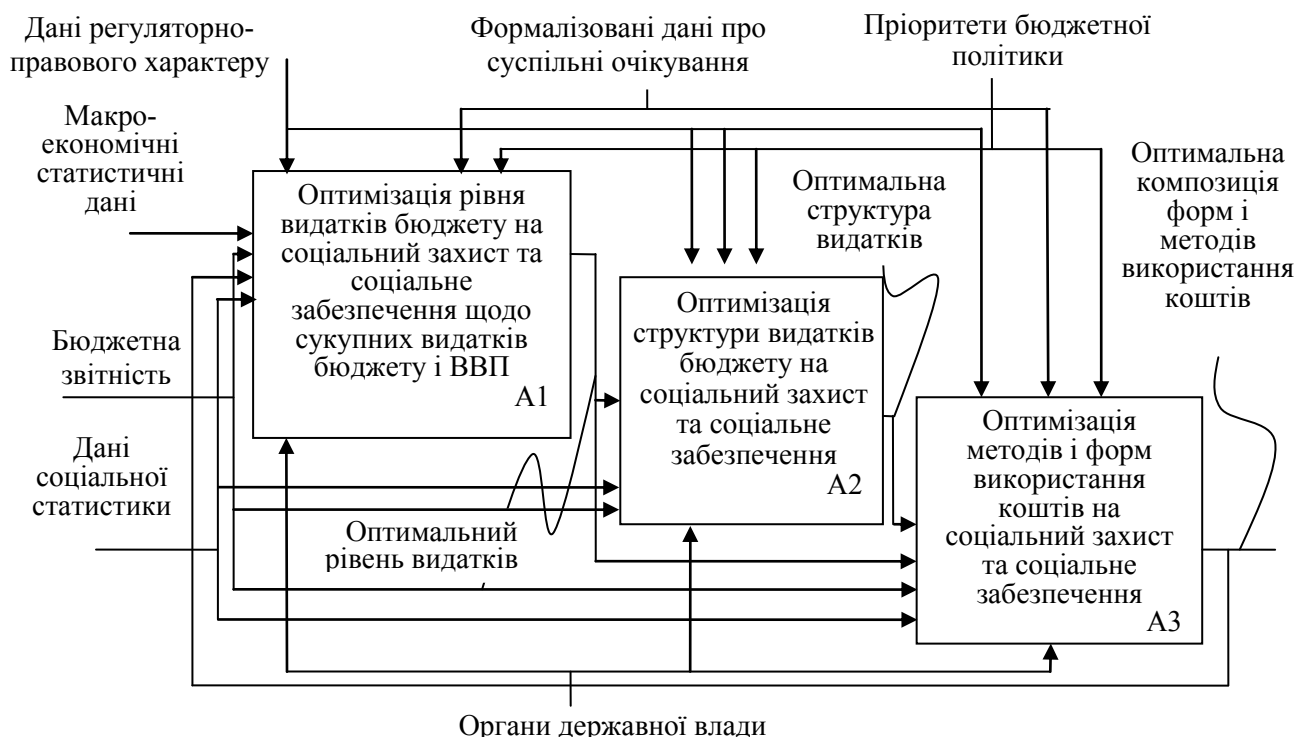 Дані регуляторно-
правового характеру
Формалізовані дані про
суспільні очікування
Пріоритети бюджетної
політики
Макро-
економічні
статистичні
дані
Оптимізація рівня
видатків бюджету на
соціальний захист та
соціальне
забезпечення щодо
сукупних видатків
бюджету і ВВП
А1
Оптимальна
структура
видатків
Оптимальна
композиція
форм і
методів
використання
коштів
Бюджетна
звітність
Оптимізація
структури видатків
бюджету на
соціальний захист
та соціальне
забезпечення
А2
Дані
соціальної
статистики
Оптимізація
методів і форм
використання
коштів на
соціальний захист
та соціальне
забезпечення
А3
Оптимальний
рівень видатків
Органи державної влади